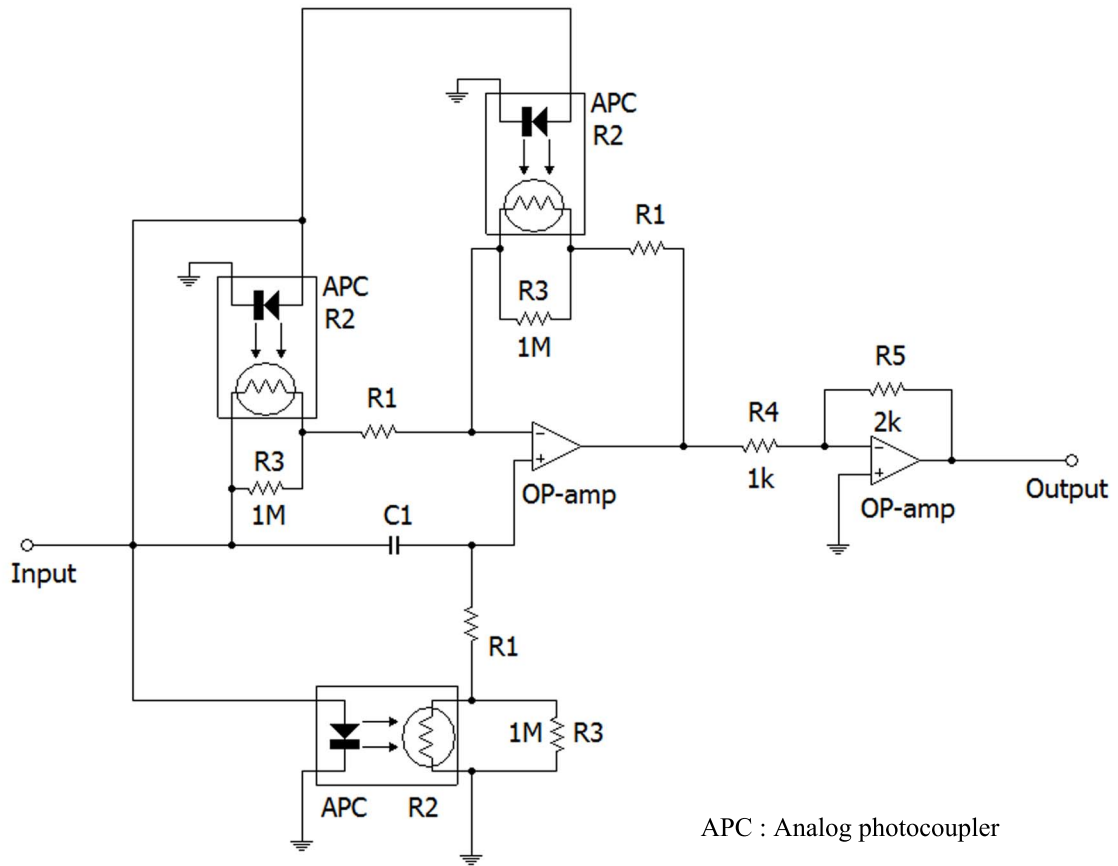 APC
R2
R1
APC
R2
R3
1M
R1
R5
R4
2k
R3
1M
OP-amp
1k
OP-amp
Output
C1
Input
R1
1M
R3
APC
R2
APC : Analog photocoupler